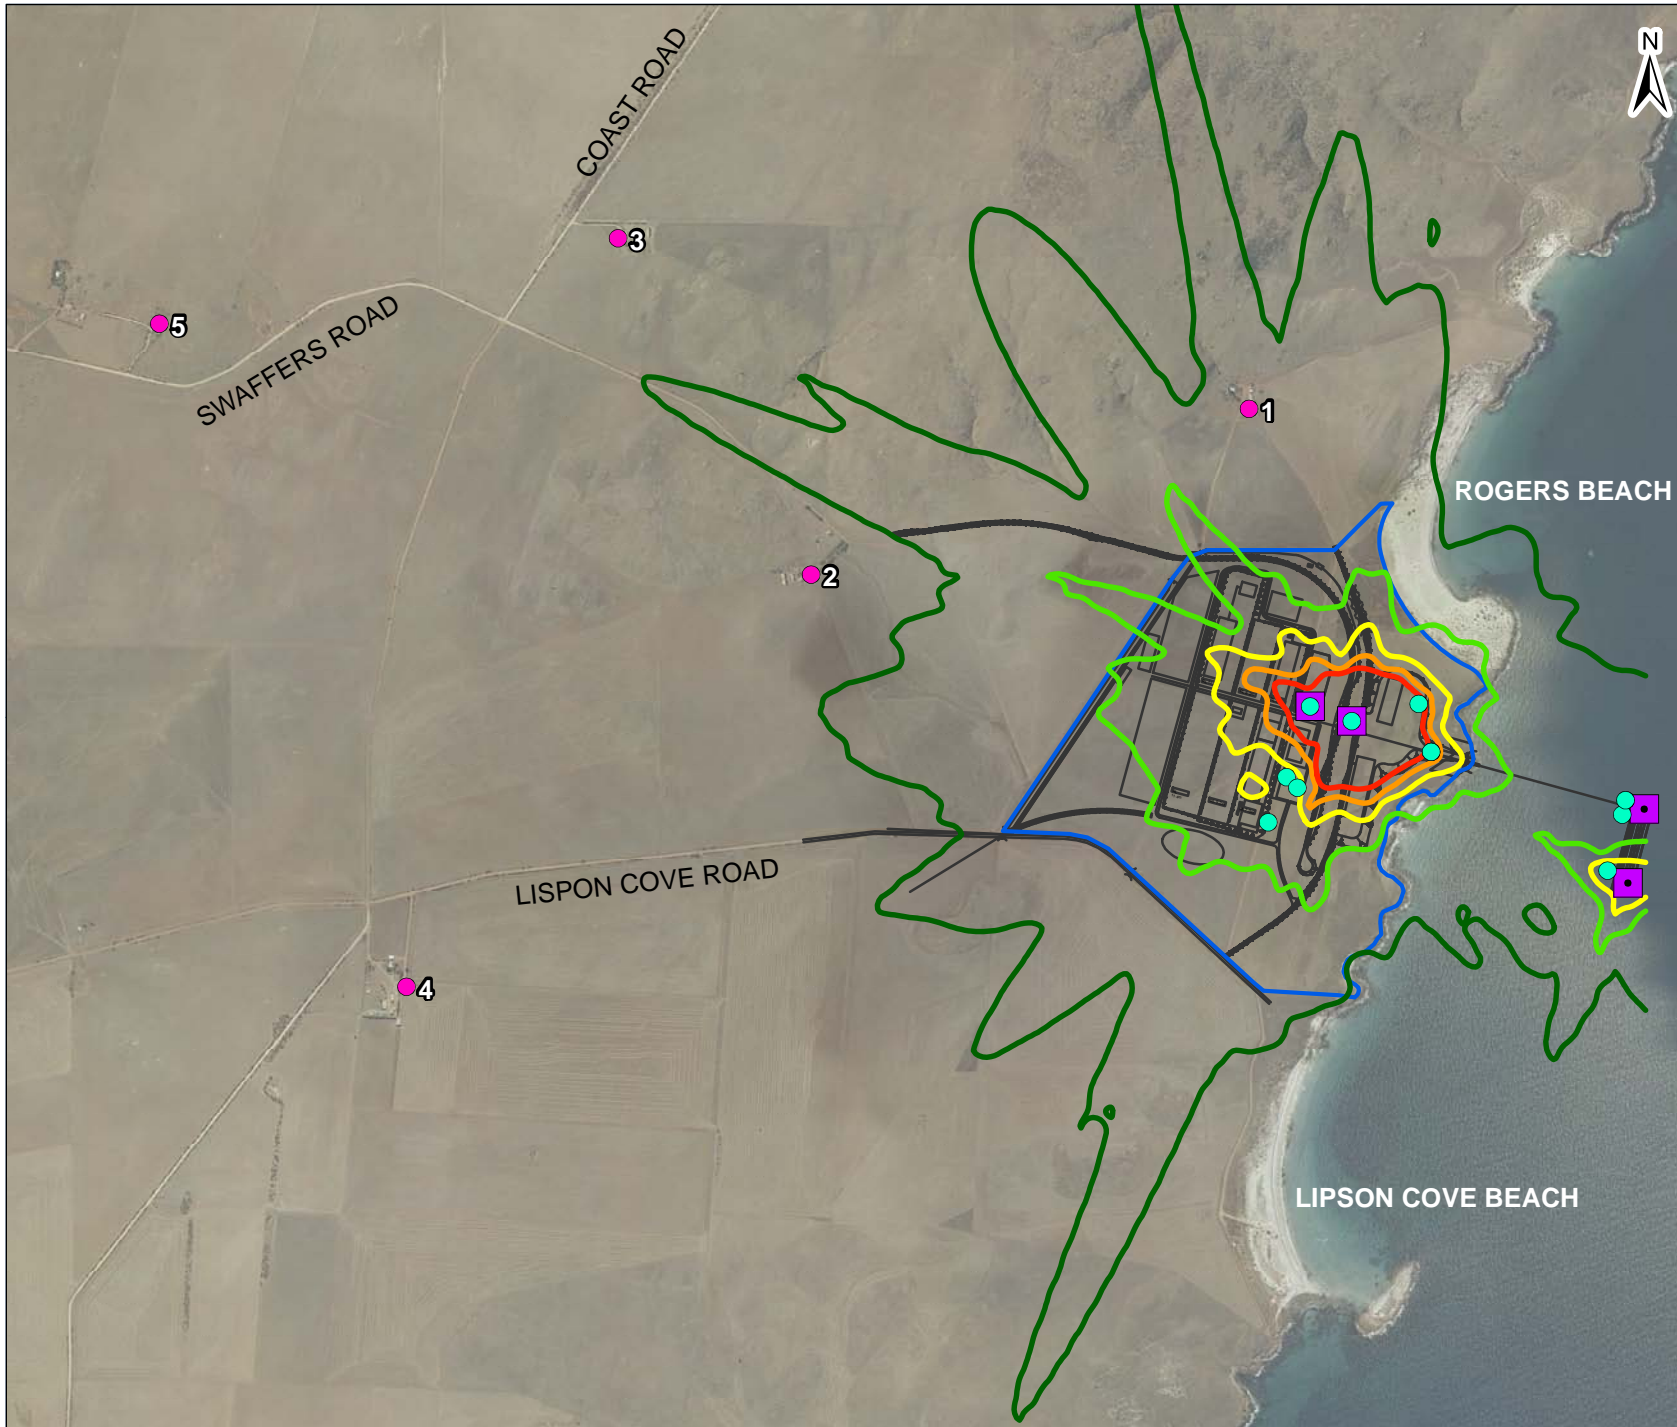 N
COAST ROAD
3
5
SWAFFERS ROAD
1
ROGERS BEACH
2
LISPON COVE ROAD
4
LIPSON COVE BEACH